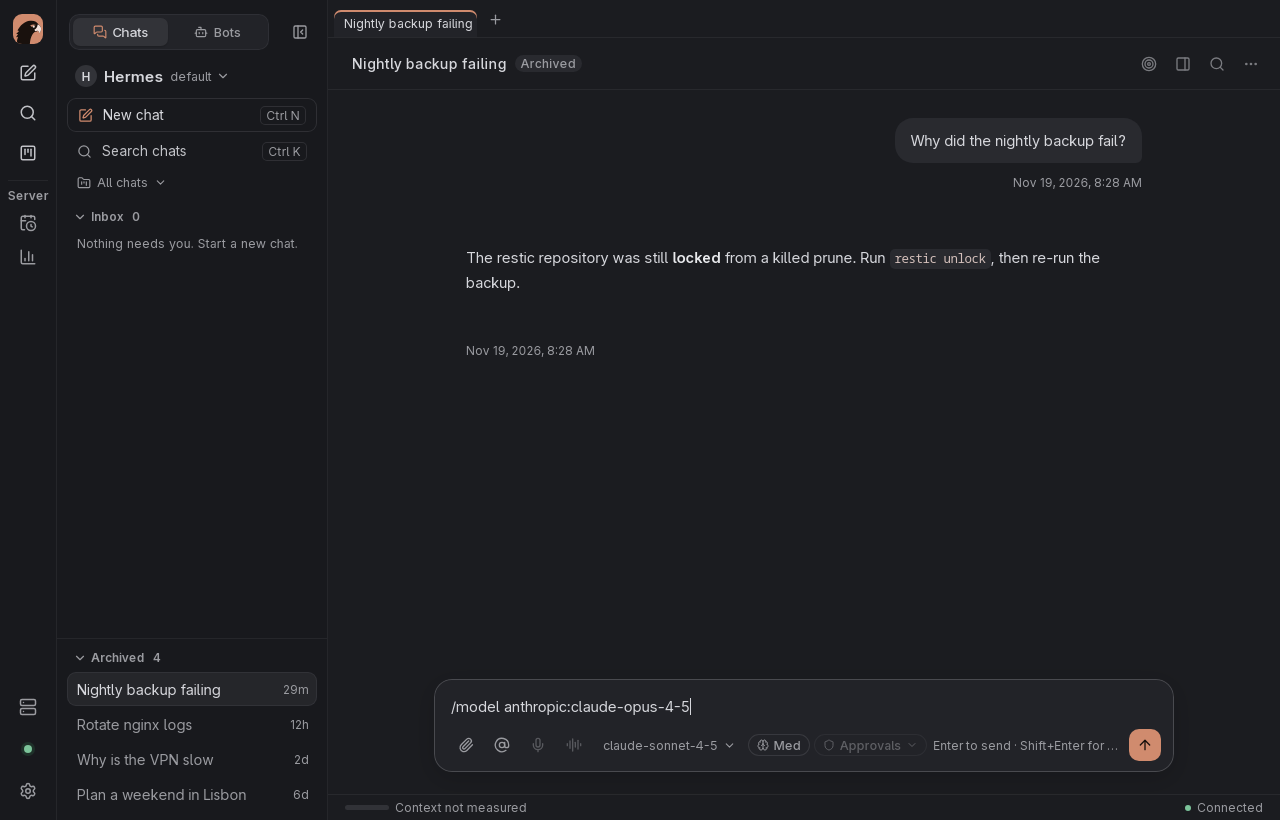 Chats
Bots
Server
H Hermes default
New chat Ctrl N
Search chats Ctrl K
All chats
Inbox 0
Nothing needs you. Start a new chat.
Archived 4
Nightly backup failing 29m
Rotate nginx logs 12h
Why is the VPN slow 2d
Plan a weekend in Lisbon 6d
Nightly backup failing
Nightly backup failing Archived
Why did the nightly backup fail?
Nov 19, 2026, 8:28 AM
The restic repository was still locked from a killed prune. Run restic unlock, then re-run the
backup.
Nov 19, 2026, 8:28 AM
/model anthropic:claude-opus-4-5
claude-sonnet-4-5 Med Approvals Enter to send · Shift+Enter for …
Context not measured
Connected